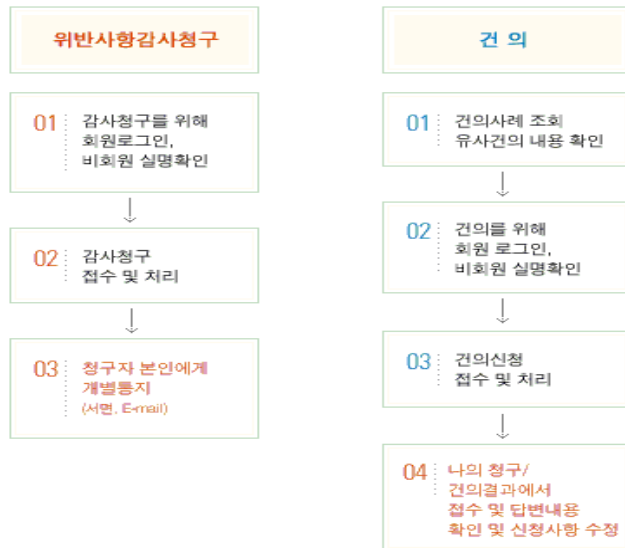 위반사항감사청구
01 감사청구를 위해
회원로그인,
비회원 실명확인
02 감사청구
접수 및 처리
03 청구자 본인에게
개별통지
(서면, E-mail)
건 의
01 건의사례 조회
유사건의 내용 확인
02 건의를 위해
회원 로그인,
비회원 실명확인
03 건의신청
접수 및 처리
04 나의 청구/
건의결과에서
접수 및 답변내용
확인 및 신청사항 수정